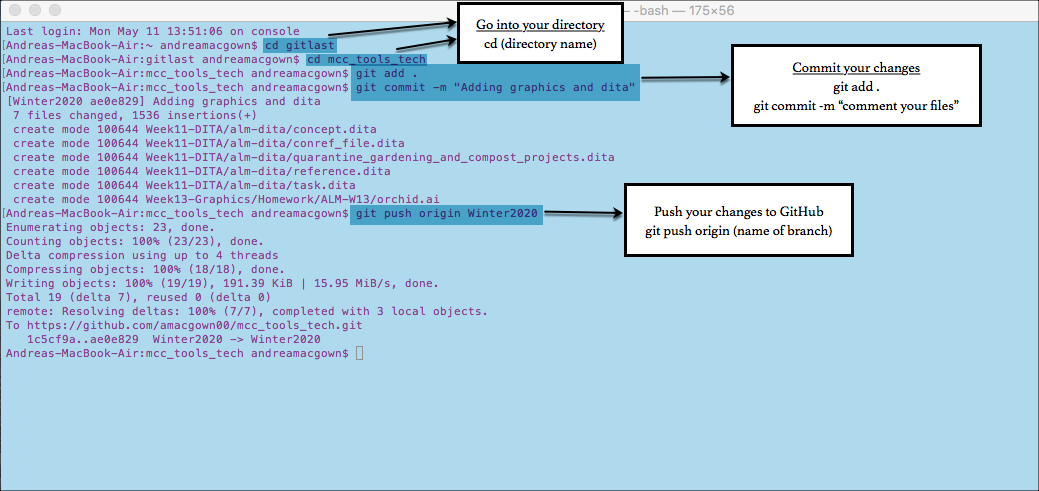 — -bash — 175×56
Go into your directory
cd (directory name)
Last login: Mon May 11 13:51:06 on console
[Andreas-MacBook-Air:~ andreamacgown$ cd gitlast
[Andreas-MacBook-Air:gitlast andreamacgown$ cd mcc_tools_tech
[Andreas-MacBook-Air:mcc_tools_tech andreamacgown$ git add .
[Andreas-MacBook-Air:mcc_tools_tech andreamacgown$ git commit -m "Adding graphics and dita"
Commit your changes
git add .
git commit -m “comment your files”
[Winter2020 ae0e829] Adding graphics and dita
7 files changed, 1536 insertions(+)
create mode 100644 Week11-DITA/alm-dita/concept.dita
create mode 100644 Week11-DITA/alm-dita/conref_file.dita
create mode 100644 Week11-DITA/alm-dita/quarantine_gardening_and_compost_projects.dita
create mode 100644 Week11-DITA/alm-dita/reference.dita
create mode 100644 Week11-DITA/alm-dita/task.dita
create mode 100644 Week13-Graphics/Homework/ALM-W13/orchid.ai
[Andreas-MacBook-Air:mcc_tools_tech andreamacgown$ git push origin Winter2020
Push your changes to GitHub
git push origin (name of branch)
Enumerating objects: 23, done.
Counting objects: 100% (23/23), done.
Delta compression using up to 4 threads
Compressing objects: 100% (18/18), done.
Writing objects: 100% (19/19), 191.39 KiB | 15.95 MiB/s, done.
Total 19 (delta 7), reused 0 (delta 0)
remote: Resolving deltas: 100% (7/7), completed with 3 local objects.
To https://github.com/amacgown00/mcc_tools_tech.git
1c5cf9a..ae0e829  Winter2020 -> Winter2020
Andreas-MacBook-Air:mcc_tools_tech andreamacgown$